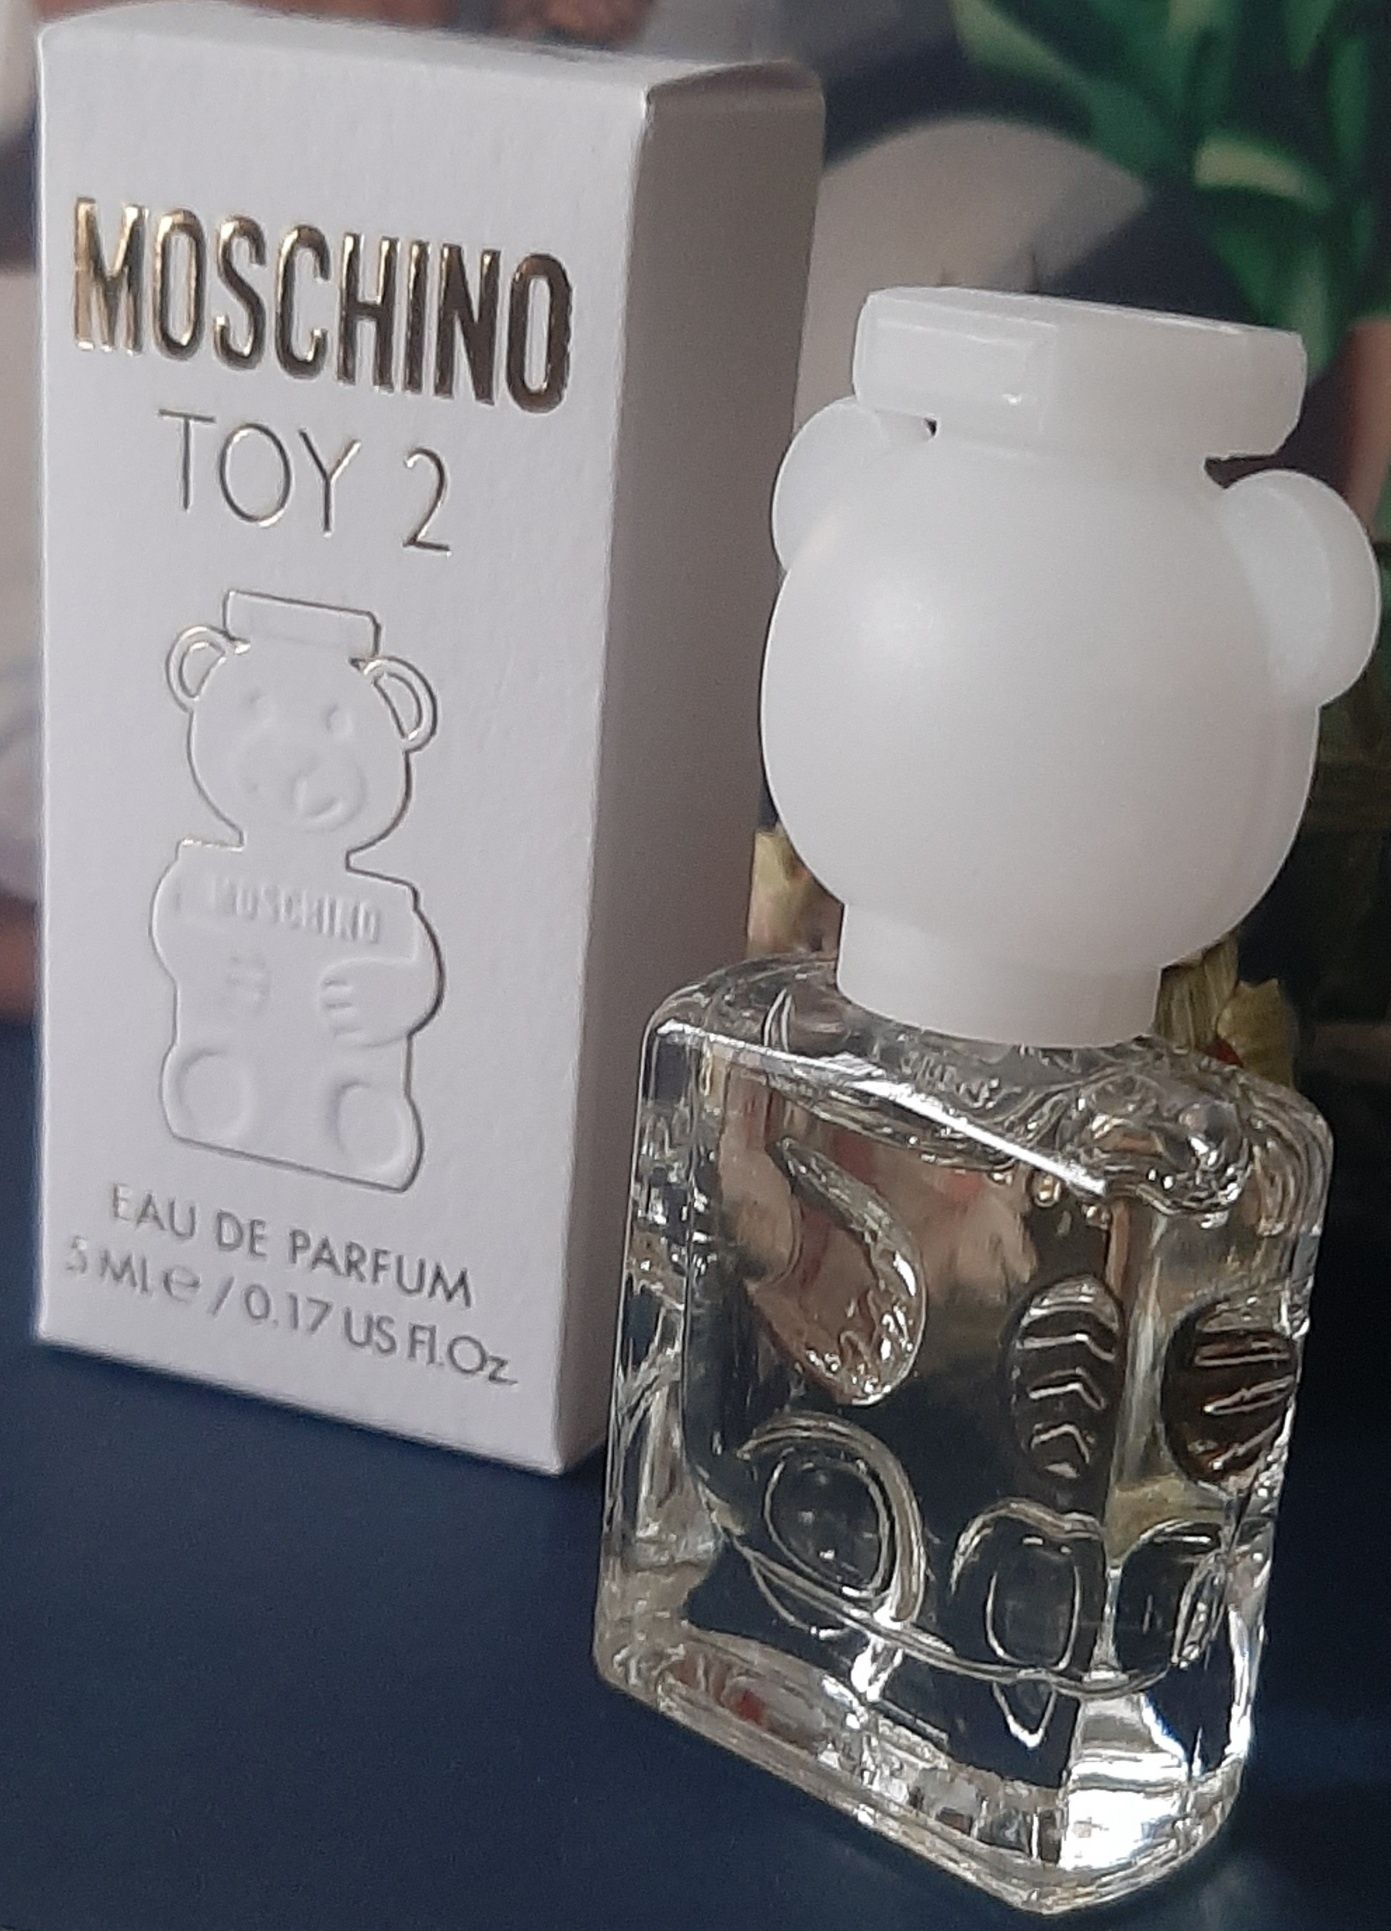 MOSCHINO
TOY 2
MOSCHINO
EAU DE PARFUM
5 Ml ℮ / 0.17 US Fl.Oz.